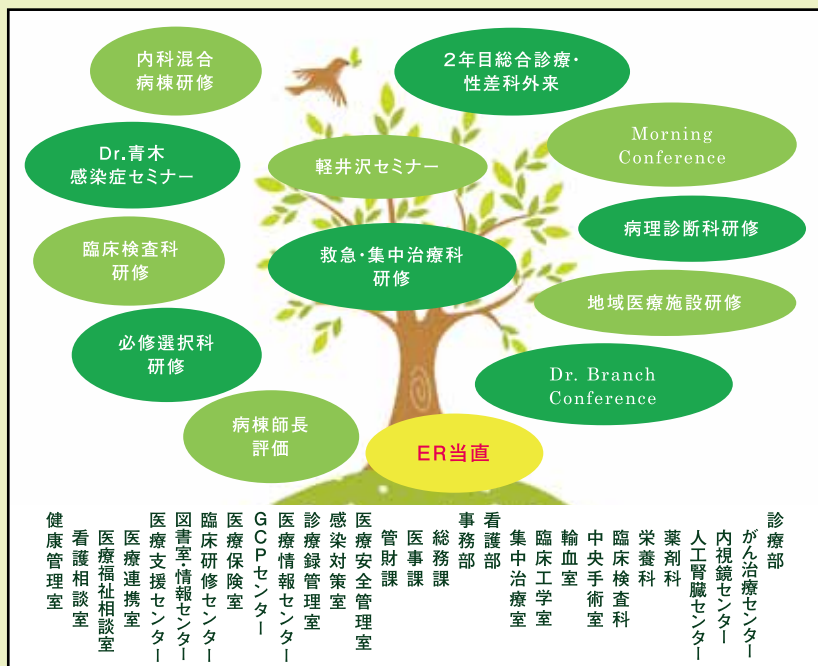 内科混合
病棟研修
2年目総合診療・
性差科外来
Dr.青木
感染症セミナー
軽井沢セミナー
Morning
Conference
臨床検査科
研修
救急・集中治療科
研修
病理診断科研修
地域医療施設研修
必修選択科
研修
Dr. Branch
Conference
病棟師長
評価
ER当直
診療部
がん治療センター
内視鏡センター
人工腎臓センター
薬剤科
栄養科
臨床検査科
中央手術室
輸血室
臨床工学室
集中治療室
看護部
事務部
総務課
医事課
管財課
医療安全管理室
感染対策室
診療録管理室
医療情報センター
GCPセンター
医療保険室
臨床研修センター
図書室・情報センター
医療支援センター
医療連携室
医療福祉相談室
看護相談室
健康管理室